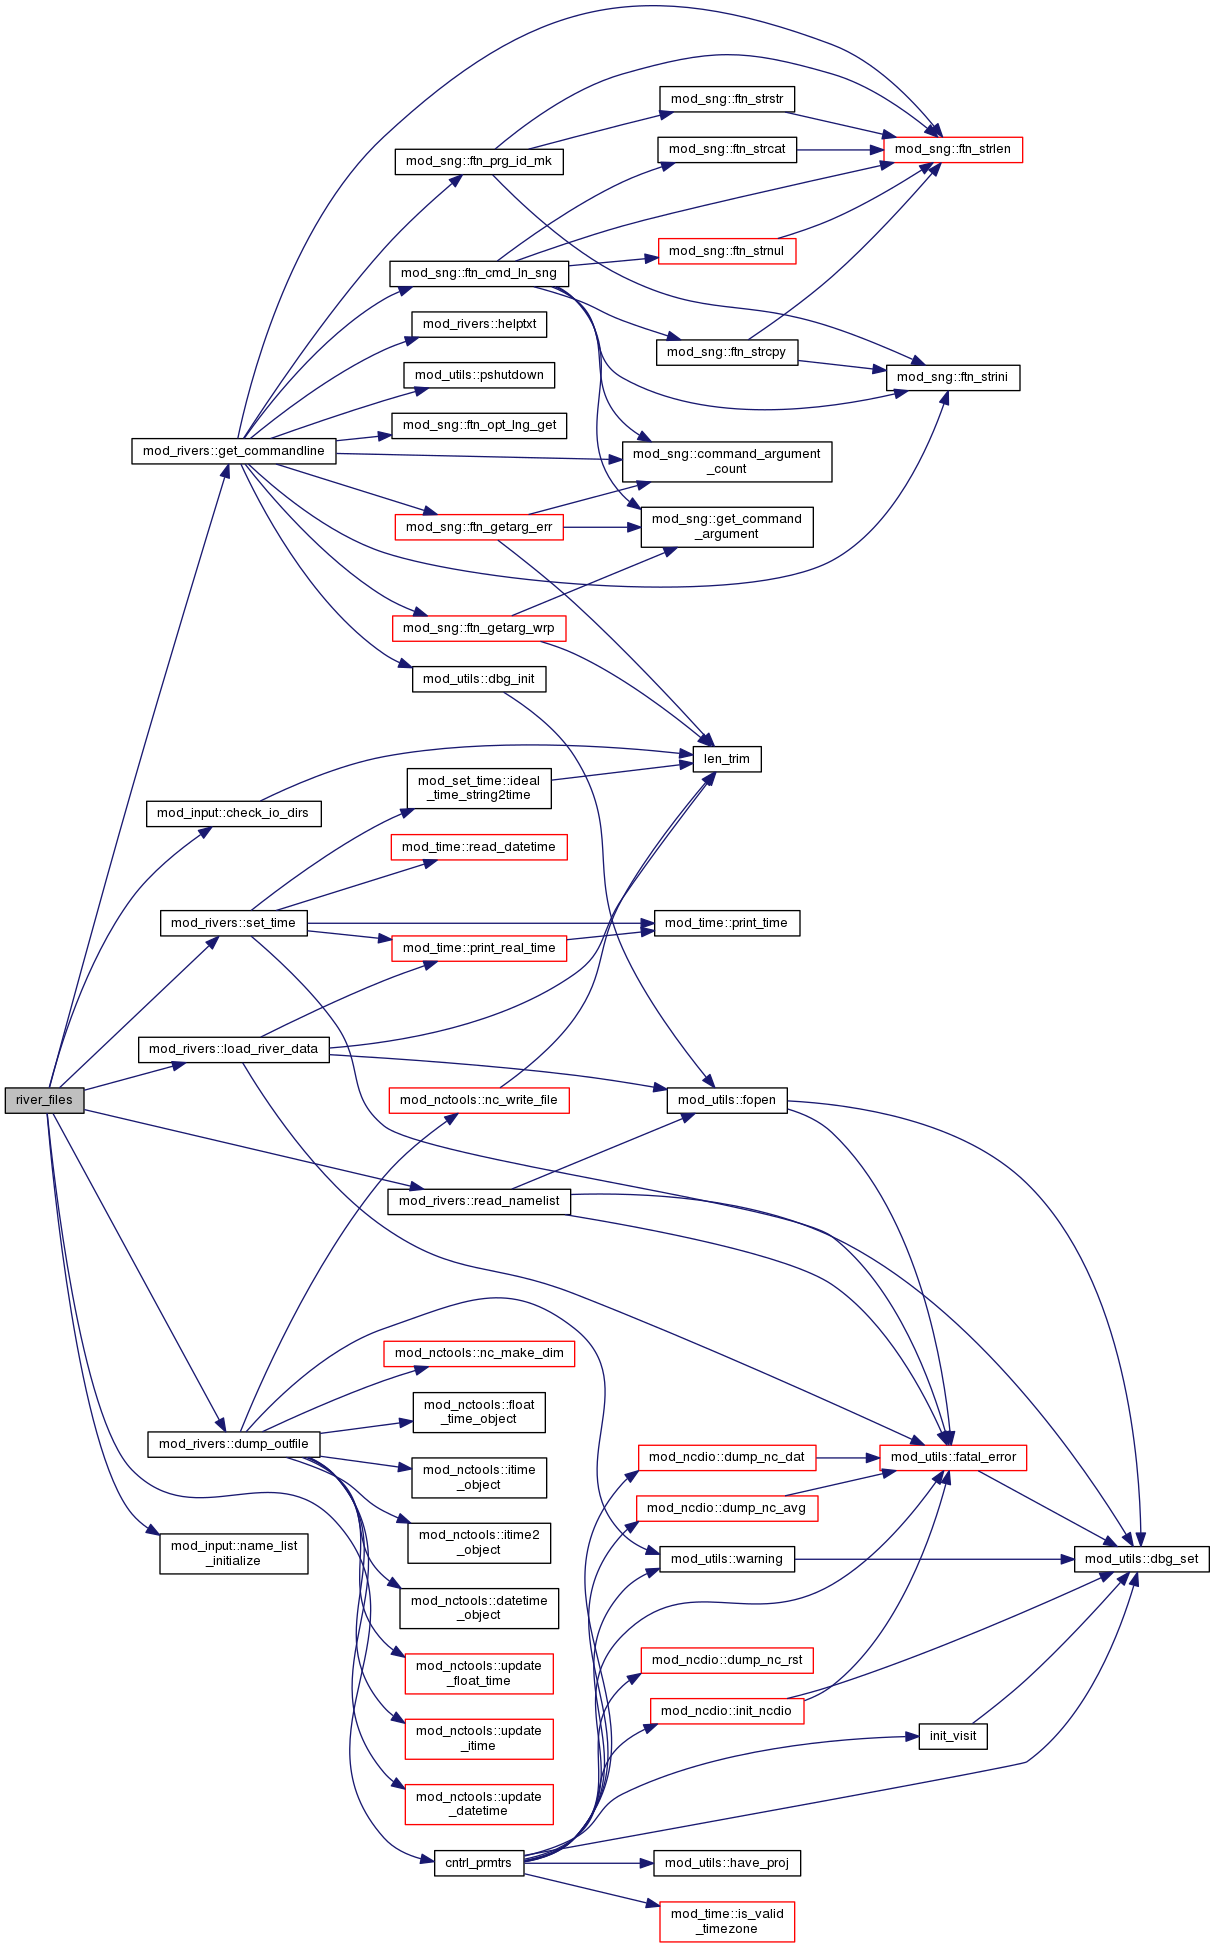 mod_sng::ftn_strstr
mod_sng::ftn_strcat
mod_sng::ftn_strlen
mod_sng::ftn_prg_id_mk
mod_sng::ftn_strnul
mod_sng::ftn_cmd_ln_sng
mod_rivers::helptxt
mod_sng::ftn_strcpy
mod_utils::pshutdown
mod_sng::ftn_strini
mod_sng::ftn_opt_lng_get
mod_rivers::get_commandline
mod_sng::command_argument
_count
mod_sng::ftn_getarg_err
mod_sng::get_command
_argument
mod_sng::ftn_getarg_wrp
mod_utils::dbg_init
len_trim
mod_set_time::ideal
_time_string2time
mod_input::check_io_dirs
mod_time::read_datetime
mod_rivers::set_time
mod_time::print_time
mod_time::print_real_time
mod_rivers::load_river_data
river_files
mod_nctools::nc_write_file
mod_utils::fopen
mod_rivers::read_namelist
mod_nctools::nc_make_dim
mod_nctools::float
_time_object
mod_rivers::dump_outfile
mod_ncdio::dump_nc_dat
mod_utils::fatal_error
mod_nctools::itime
_object
mod_ncdio::dump_nc_avg
mod_nctools::itime2
_object
mod_input::name_list
_initialize
mod_utils::warning
mod_utils::dbg_set
mod_nctools::datetime
_object
mod_nctools::update
_float_time
mod_ncdio::dump_nc_rst
mod_ncdio::init_ncdio
mod_nctools::update
_itime
init_visit
mod_nctools::update
_datetime
cntrl_prmtrs
mod_utils::have_proj
mod_time::is_valid
_timezone